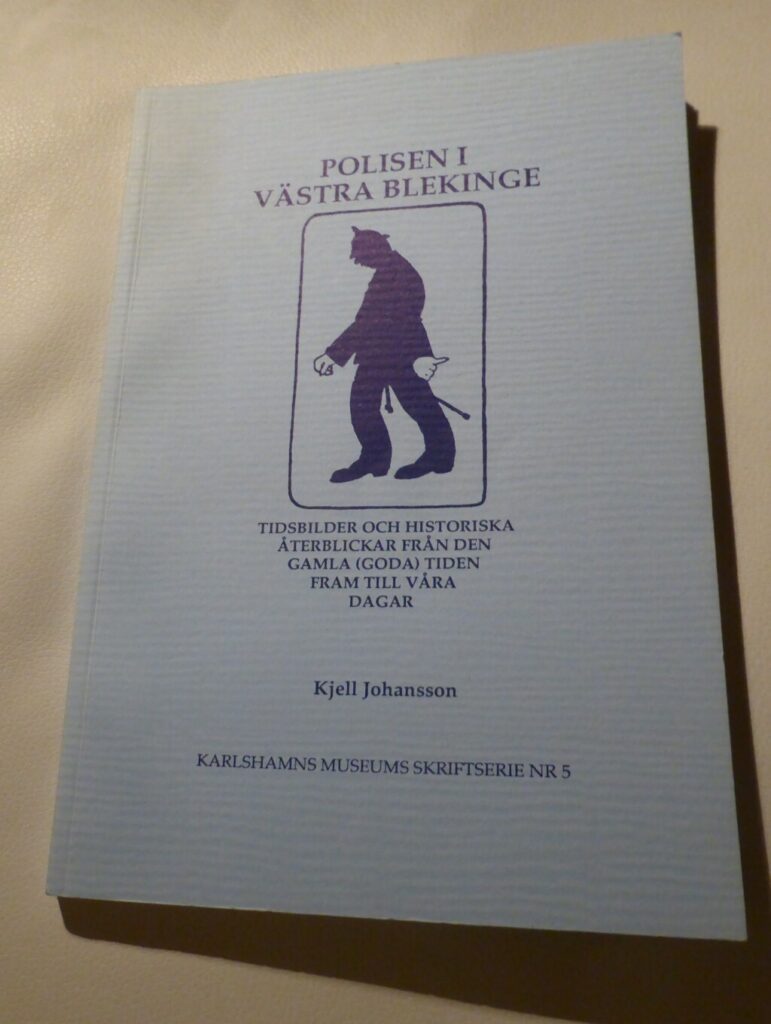 POLISEN I
VÄSTRA BLEKINGE
TIDSBILDER OCH HISTORISKA
ÅTERBLICKAR FRÅN DEN
GAMLA (GODA) TIDEN
FRAM TILL VÅRA
DAGAR
Kjell Johansson
KARLSHAMNS MUSEUMS SKRIFTSERIE NR 5